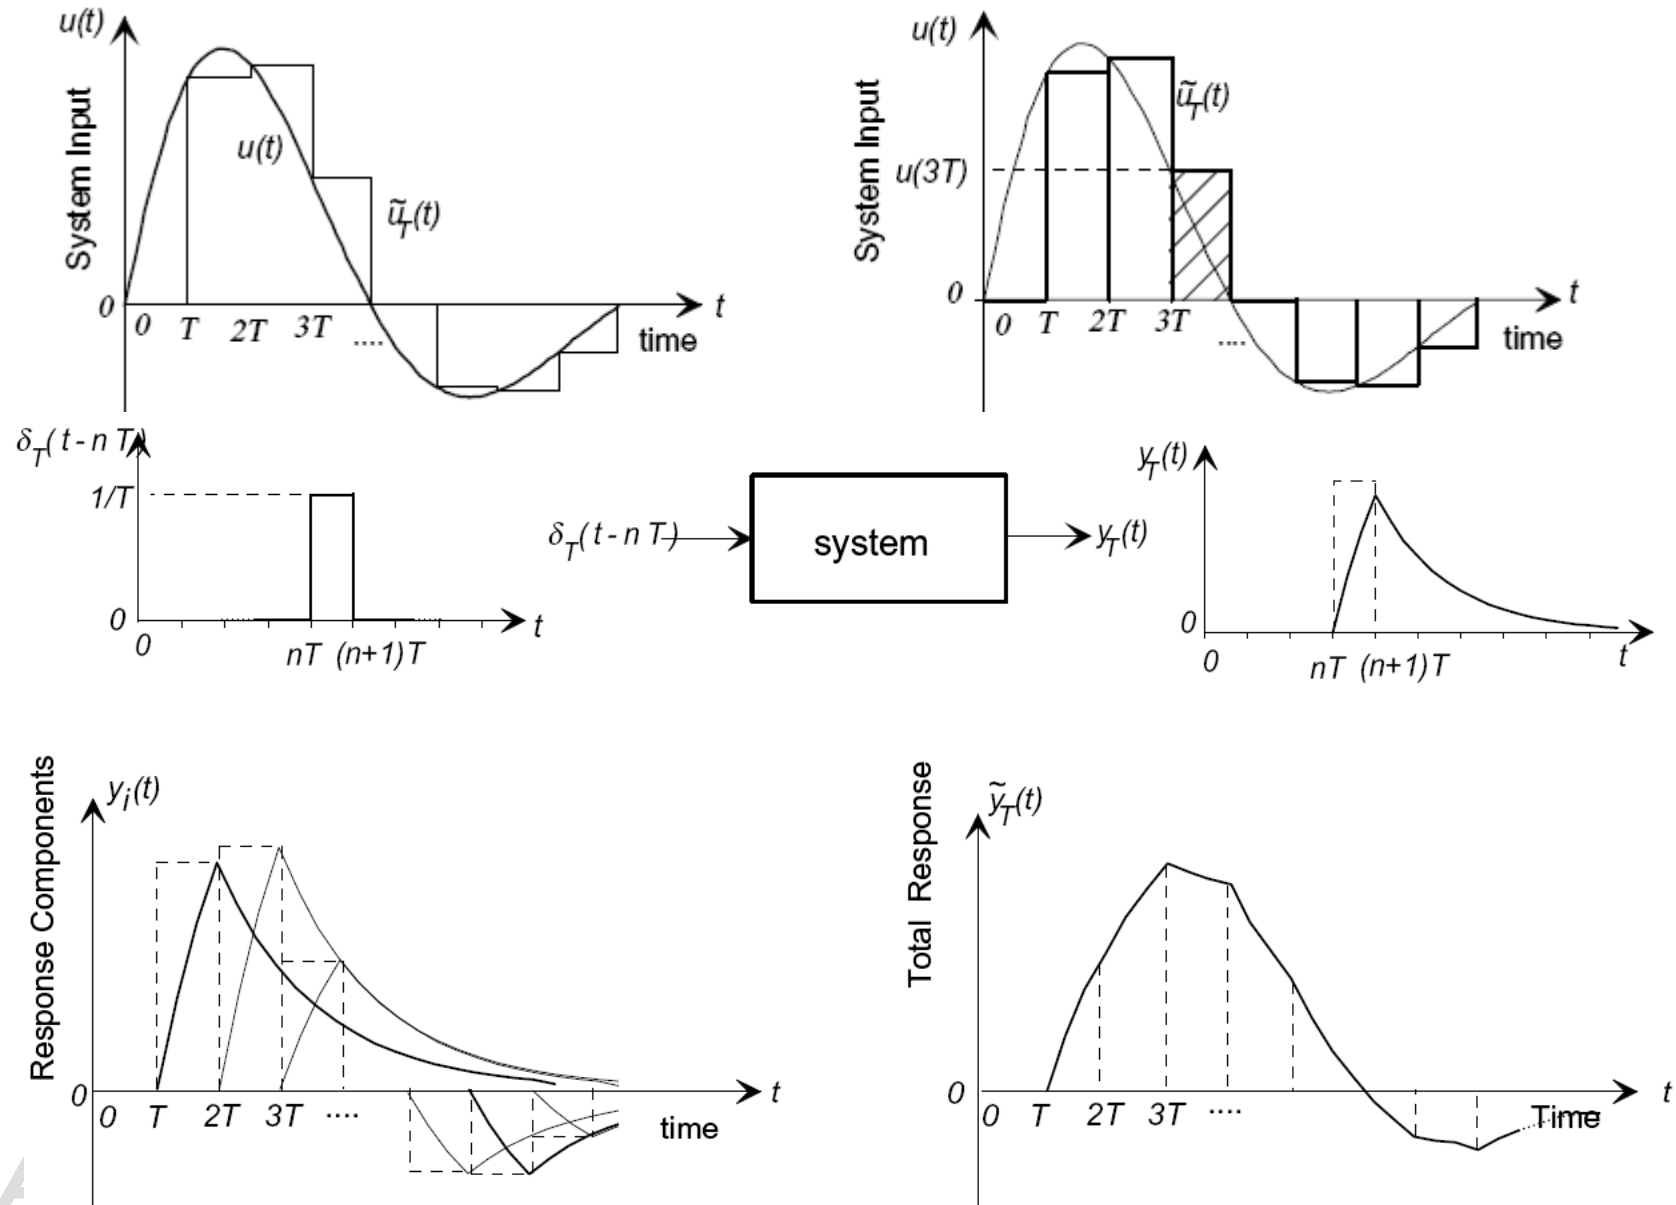 u(t)
System Input
u(t)
ũ_T(t)
0
0 T 2T 3T .... t
time
u(t)
System Input
ũ_T(t)
u(3T)
0
0 T 2T 3T .... t
time
δ_T(t-nT)
1/T
0
0 nT (n+1)T t
δ_T(t-nT) system y_T(t)
y_T(t)
0
0 nT (n+1)T t
Response Components
y_i(t)
0
0 T 2T 3T .... t
time
Total Response
ỹ_T(t)
0
0 T 2T 3T .... t
Time